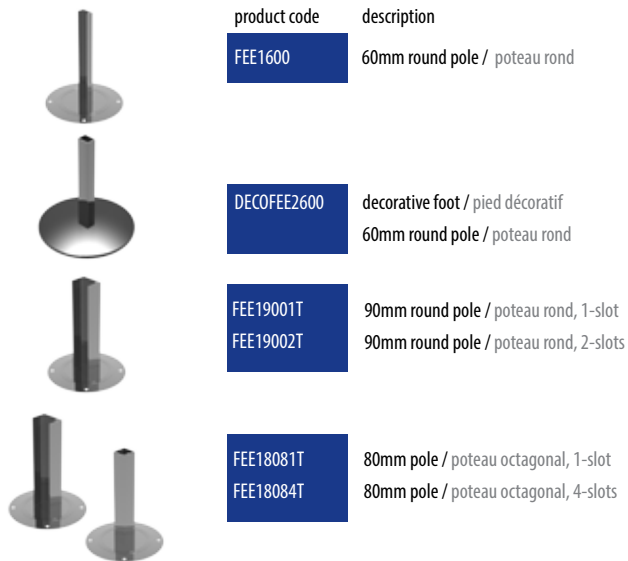 product code description
FEE1600 60mm round pole / poteau rond
DECOFEE2600 decorative foot / pied décoratif
60mm round pole / poteau rond
FEE19001T 90mm round pole / poteau rond, 1-slot
FEE19002T 90mm round pole / poteau rond, 2-slots
FEE18081T 80mm pole / poteau octagonal, 1-slot
FEE18084T 80mm pole / poteau octagonal, 4-slots